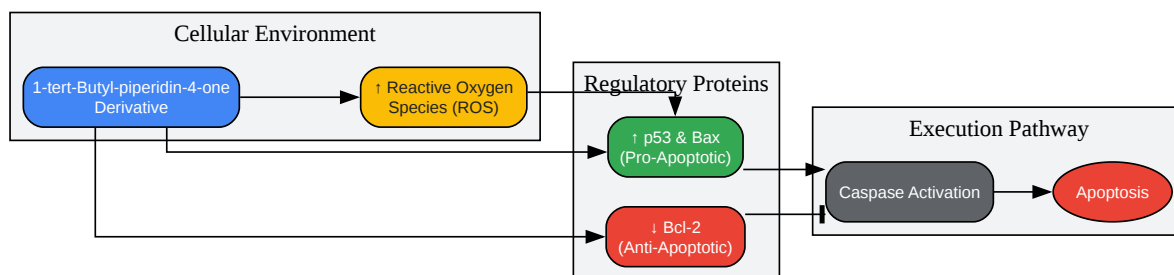 Cellular Environment
1-tert-Butyl-piperidin-4-one
Derivative
↑ Reactive Oxygen
Species (ROS)
Regulatory Proteins
↑ p53 & Bax
(Pro-Apoptotic)
↓ Bcl-2
(Anti-Apoptotic)
Execution Pathway
Caspase Activation
Apoptosis